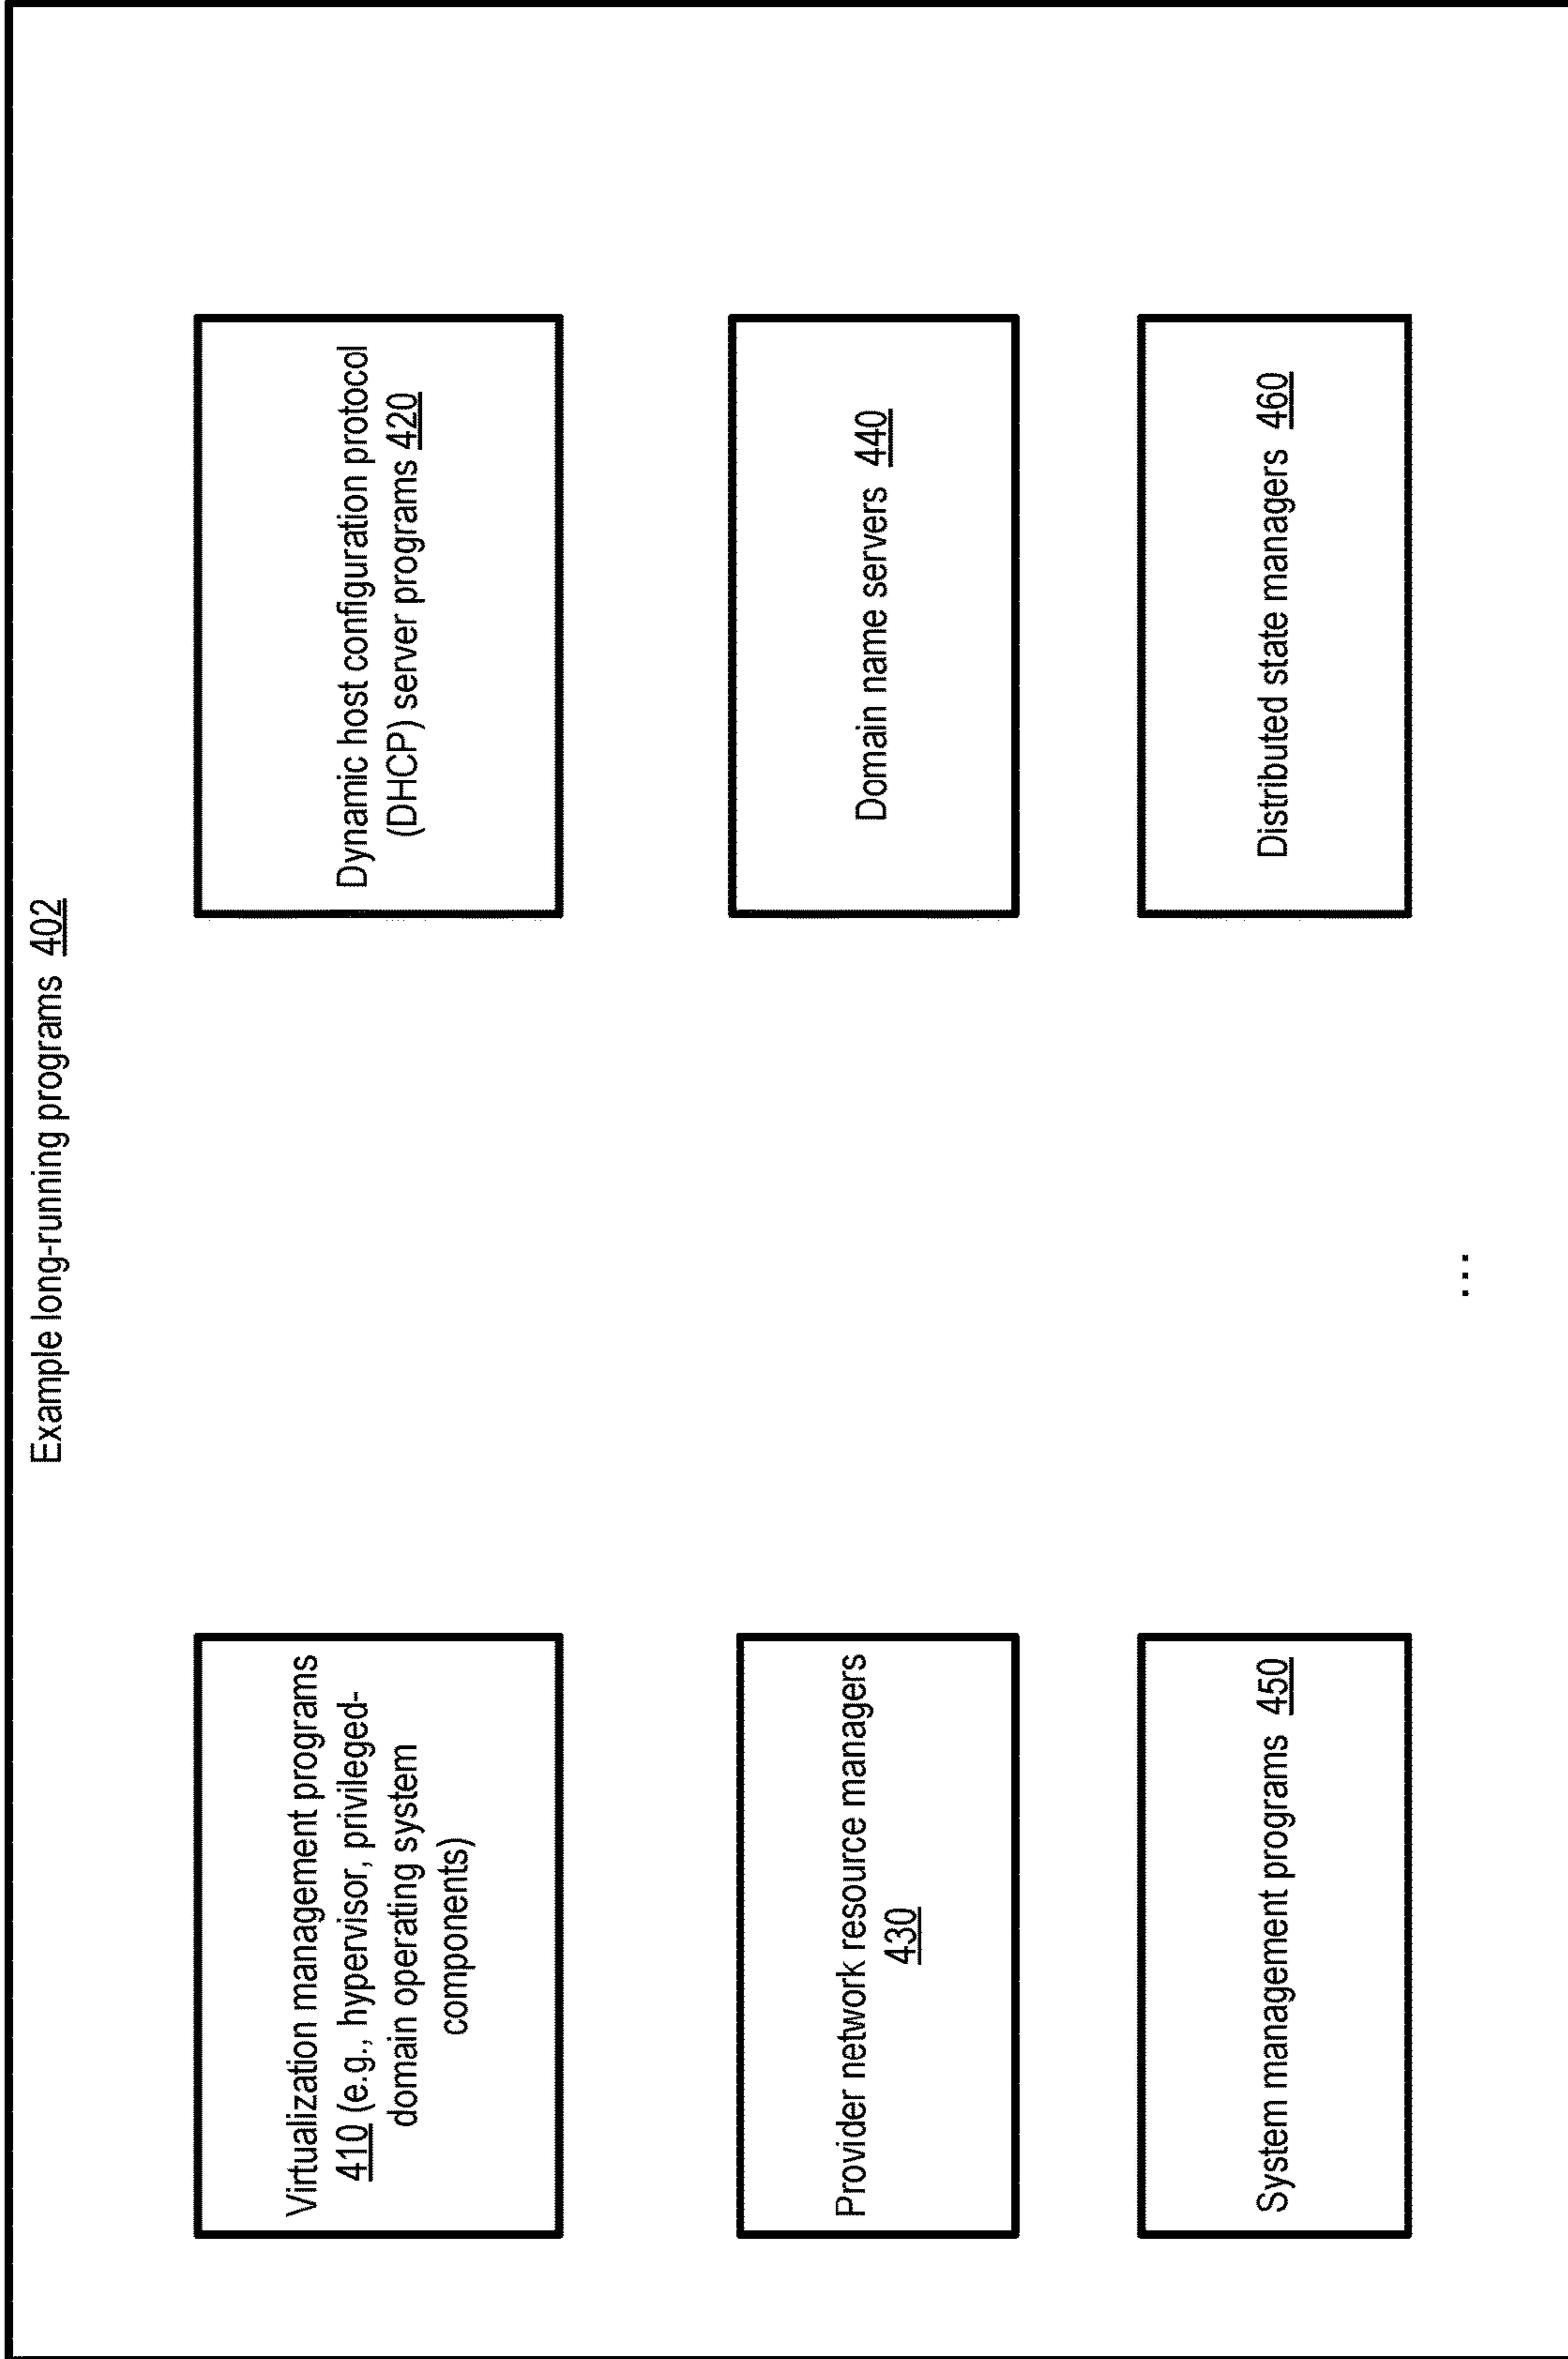 Example long-running programs 402
Virtualization management programs
410 (e.g., hypervisor, privileged-
domain operating system
components)
Dynamic host configuration protocol
(DHCP) server programs 420
Provider network resource managers
430
Domain name servers 440
System management programs 450
Distributed state managers 460
...